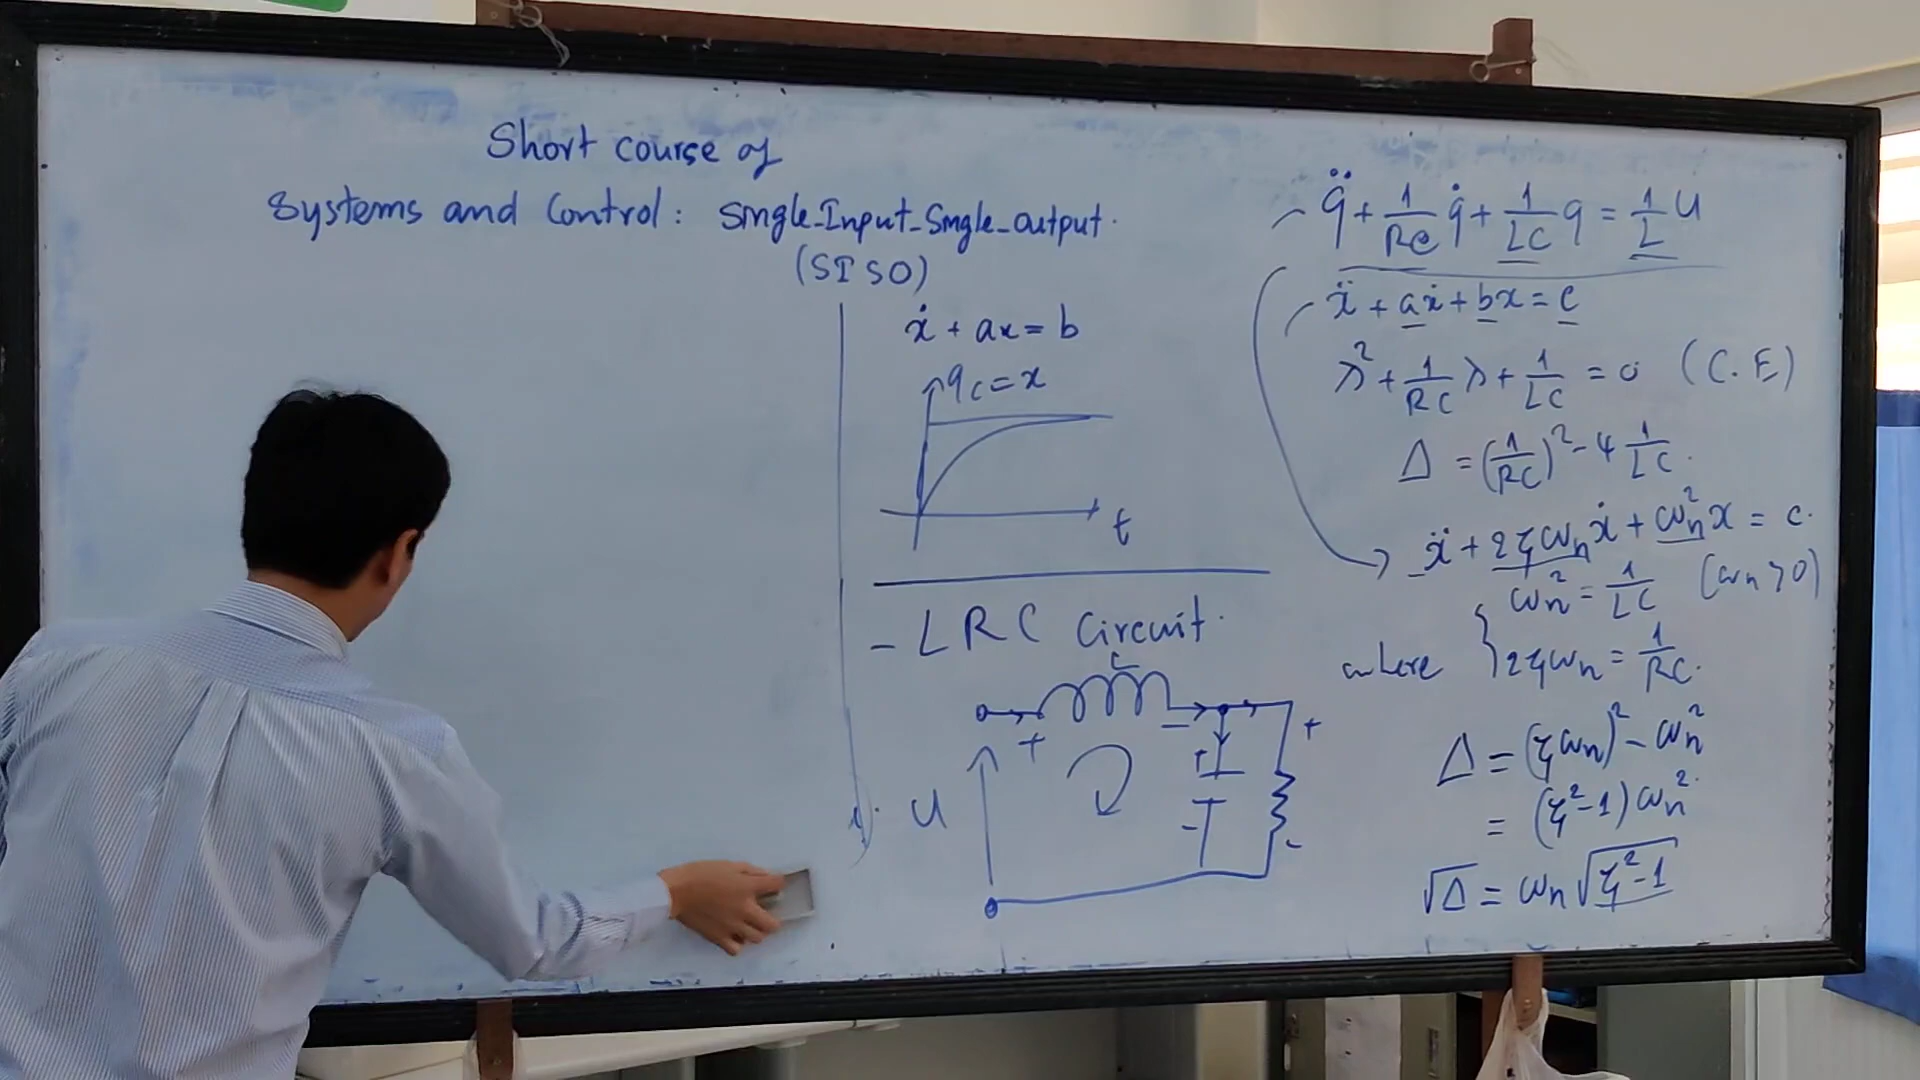 Short course of
Systems and Control: Single-Input-Single-output.
(SISO)
ẋ + ax = b
qc = x
t
- LRC Circuit.
L
+ - +
U
+
- -
q̈ + 1/RC q̇ + 1/LC q = 1/L U
ẍ + aẋ + bx = c
λ² + 1/RC λ + 1/LC = 0 (C.E)
Δ = (1/RC)² - 4 1/LC.
ẍ + 2ζωₙẋ + ωₙ²x = c.
ωₙ² = 1/LC (ωₙ > 0)
where { 2ζωₙ = 1/RC.
Δ = (ζωₙ)² - ωₙ²
= (ζ² - 1) ωₙ².
√Δ = ωₙ √(ζ² - 1)